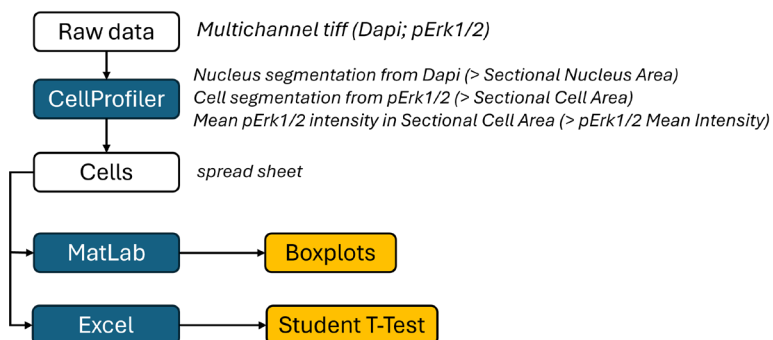 Raw data
Multichannel tiff (Dapi; pErk1/2)
CellProfiler
Nucleus segmentation from Dapi (> Sectional Nucleus Area)
Cell segmentation from pErk1/2 (> Sectional Cell Area)
Mean pErk1/2 intensity in Sectional Cell Area (> pErk1/2 Mean Intensity)
Cells
spread sheet
MatLab
Boxplots
Excel
Student T-Test